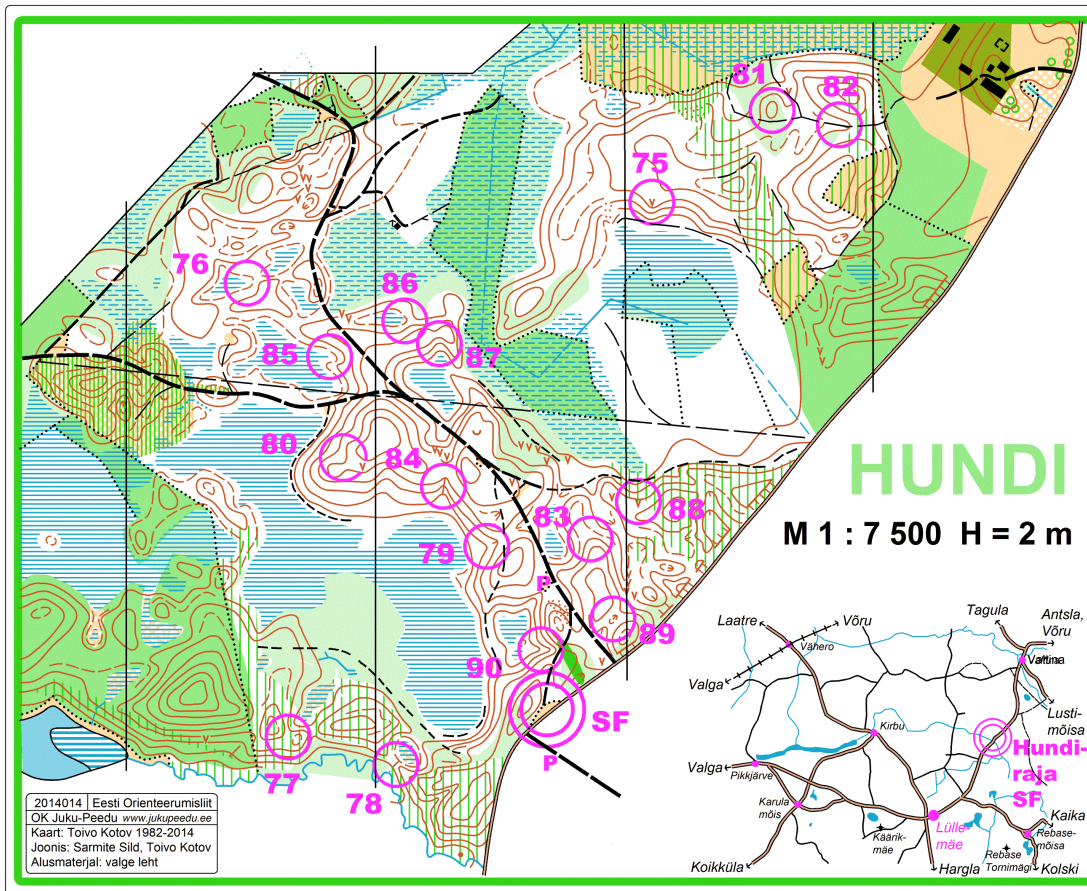 81
82
75
76
86
85
87
80
84
83
88
79
P
89
90
SF
P
77
78
HUNDI
M 1 : 7 500 H = 2 m
Laatre
Võru
Tagula
Antsla,
Võru
Vähero
Valga
Lusti-
mõisa
Kirbu
Hundi-
raja
SF
Valga
Pikkjärve
Karula
mõis
Käärik-
mäe
Lülle-
mäe
Kaika
Rebase-
mõisa
Rebase
Tornimägi
Koikküla
Hargla
Kolski
2014014 Eesti Orienteerumisliit
OK Juku-Peedu www.jukupeedu.ee
Kaart: Toivo Kotov 1982-2014
Joonis: Sarmite Sild, Toivo Kotov
Alusmaterjal: valge leht